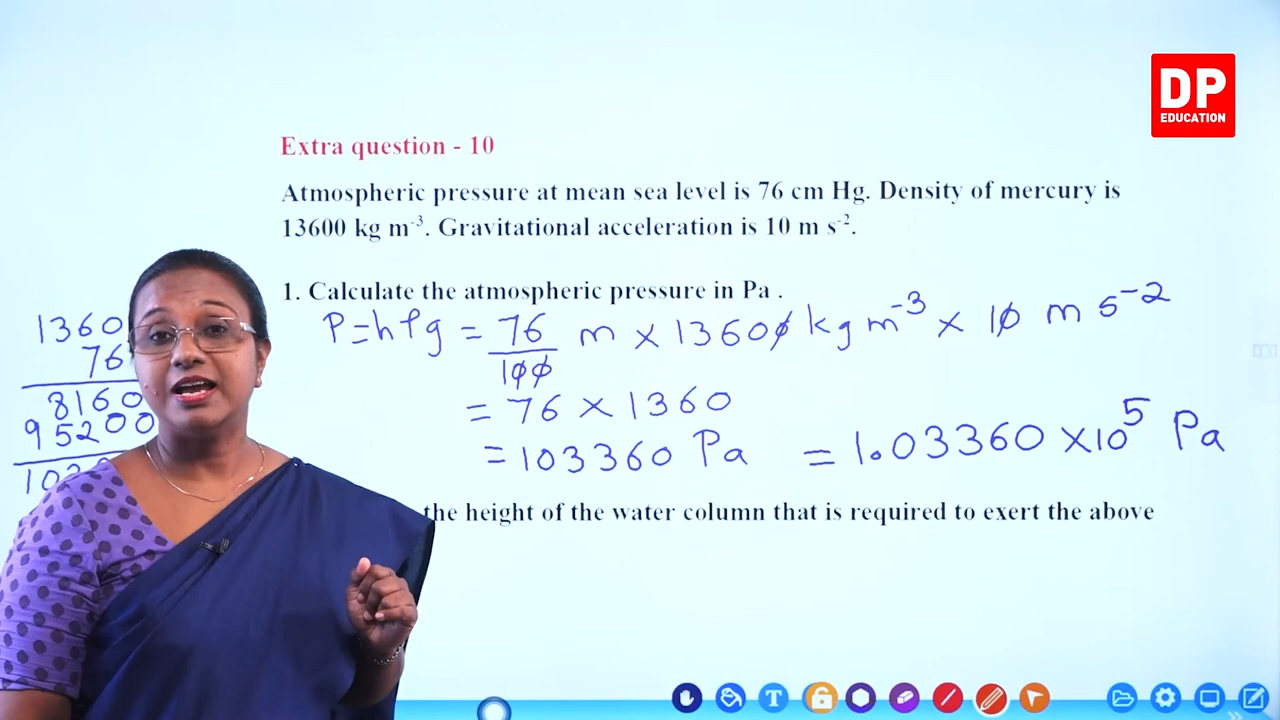 DP
EDUCATION
Extra question - 10
Atmospheric pressure at mean sea level is 76 cm Hg. Density of mercury is
13600 kg m⁻³. Gravitational acceleration is 10 m s⁻².
1. Calculate the atmospheric pressure in Pa .
P=hρg = 76/100 m × 13600 kg m⁻³ × 10 m s⁻²
= 76 × 1360
= 103360 Pa = 1.03360 ×10⁵ Pa
the height of the water column that is required to exert the above
1360
76
8160
95200
T